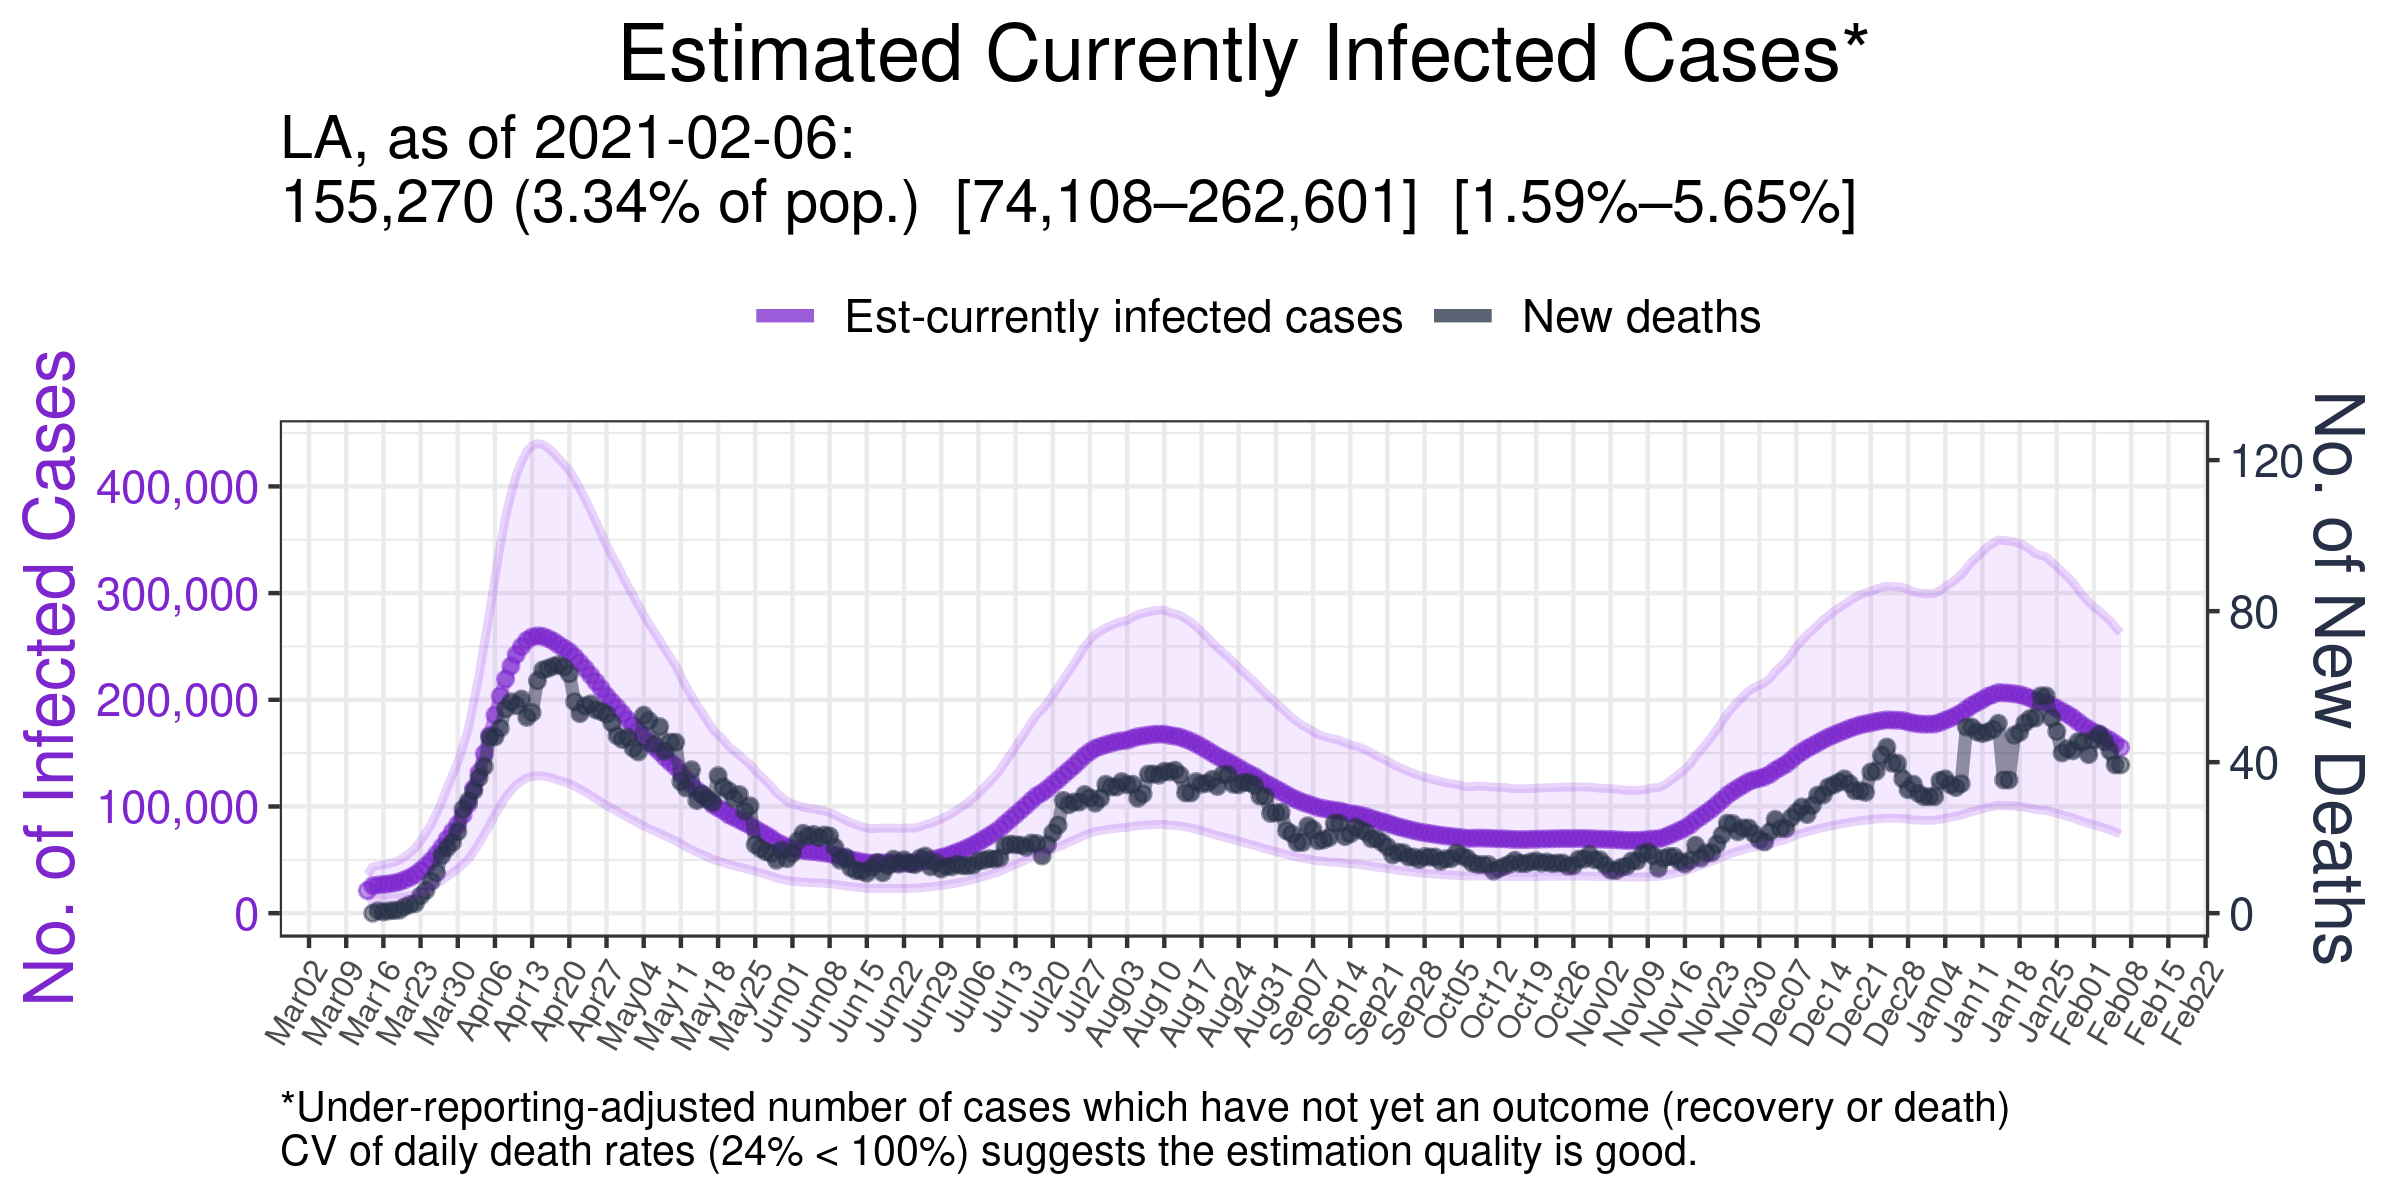 Estimated Currently Infected Cases*
LA, as of 2021-02-06:
155,270 (3.34% of pop.) [74,108–262,601] [1.59%–5.65%]
Est-currently infected cases
New deaths
No. of Infected Cases
400,000
300,000
200,000
100,000
0
120
80
40
0
No. of New Deaths
Mar02
Mar09
Mar16
Mar23
Mar30
Apr06
Apr13
Apr20
Apr27
May04
May11
May18
May25
Jun01
Jun08
Jun15
Jun22
Jun29
Jul06
Jul13
Jul20
Jul27
Aug03
Aug10
Aug17
Aug24
Aug31
Sep07
Sep14
Sep21
Sep28
Oct05
Oct12
Oct19
Oct26
Nov02
Nov09
Nov16
Nov23
Nov30
Dec07
Dec14
Dec21
Dec28
Jan04
Jan11
Jan18
Jan25
Feb01
Feb08
Feb15
Feb22
*Under-reporting-adjusted number of cases which have not yet an outcome (recovery or death)
CV of daily death rates (24% < 100%) suggests the estimation quality is good.